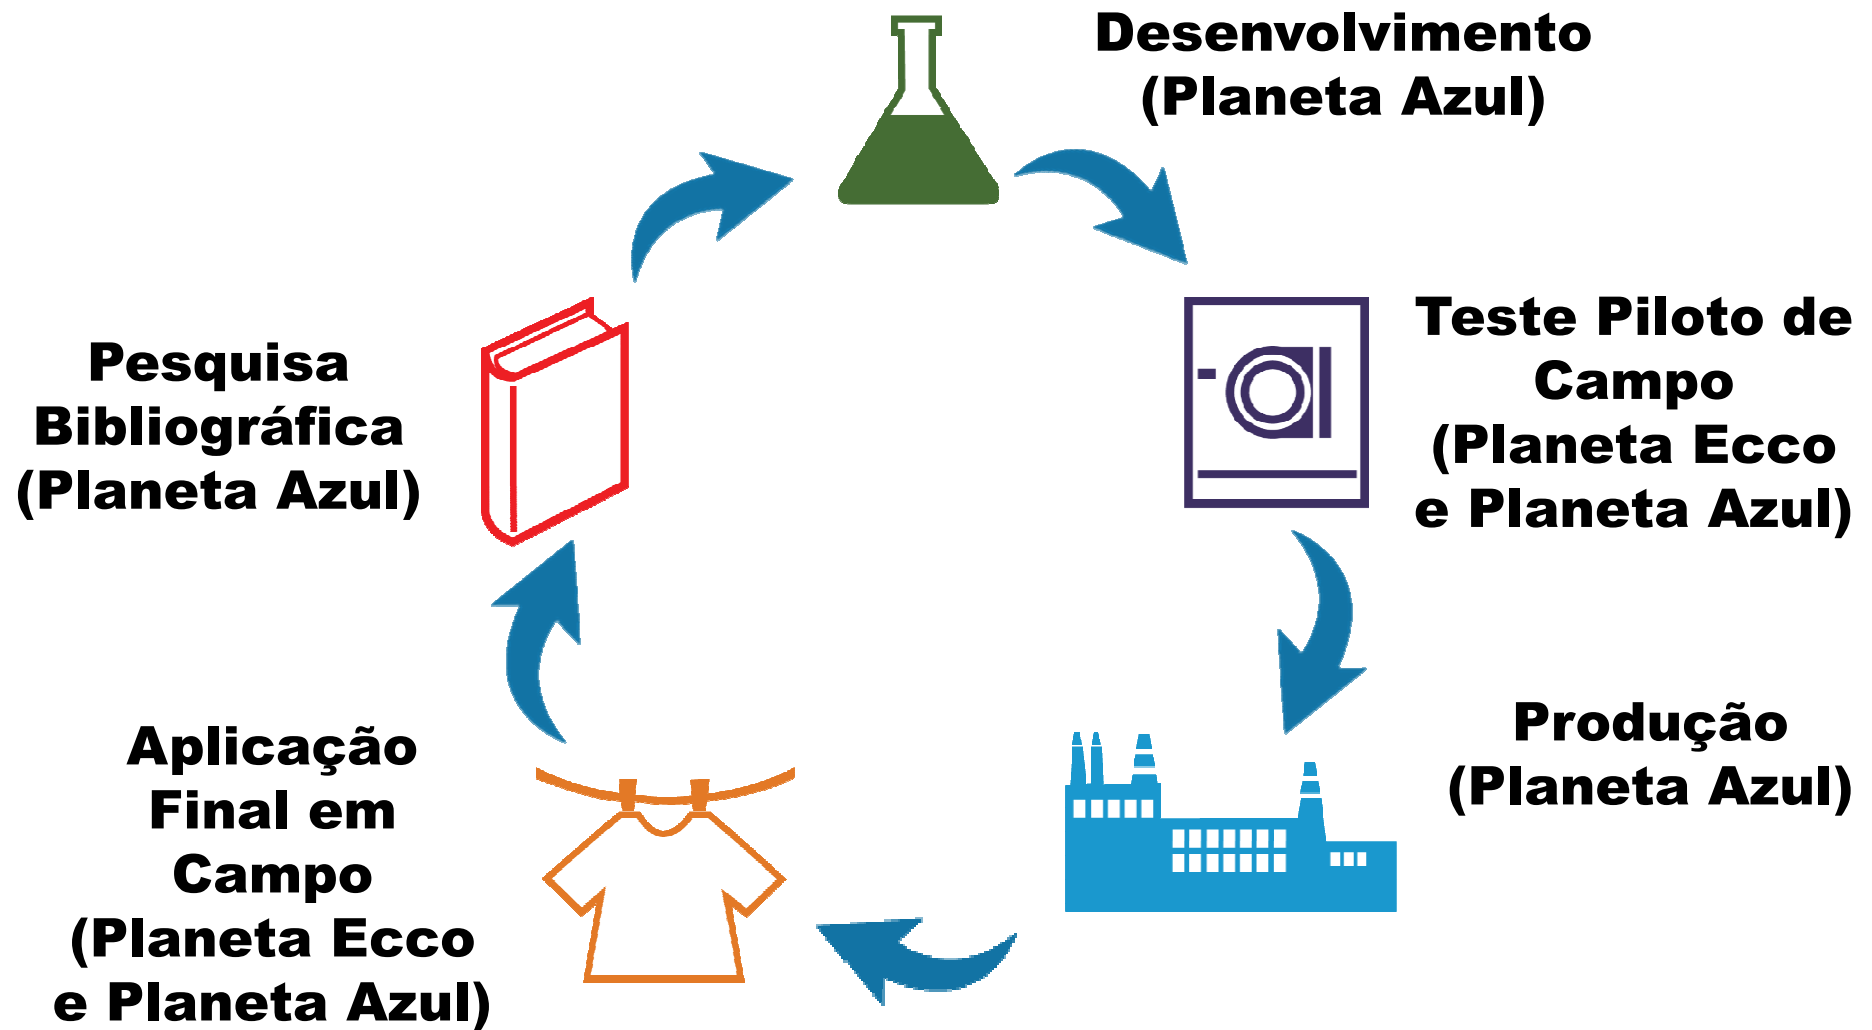 Desenvolvimento
(Planeta Azul)
Teste Piloto de
Campo
(Planeta Ecco
e Planeta Azul)
Produção
(Planeta Azul)
Aplicação
Final em
Campo
(Planeta Ecco
e Planeta Azul)
Pesquisa
Bibliográfica
(Planeta Azul)